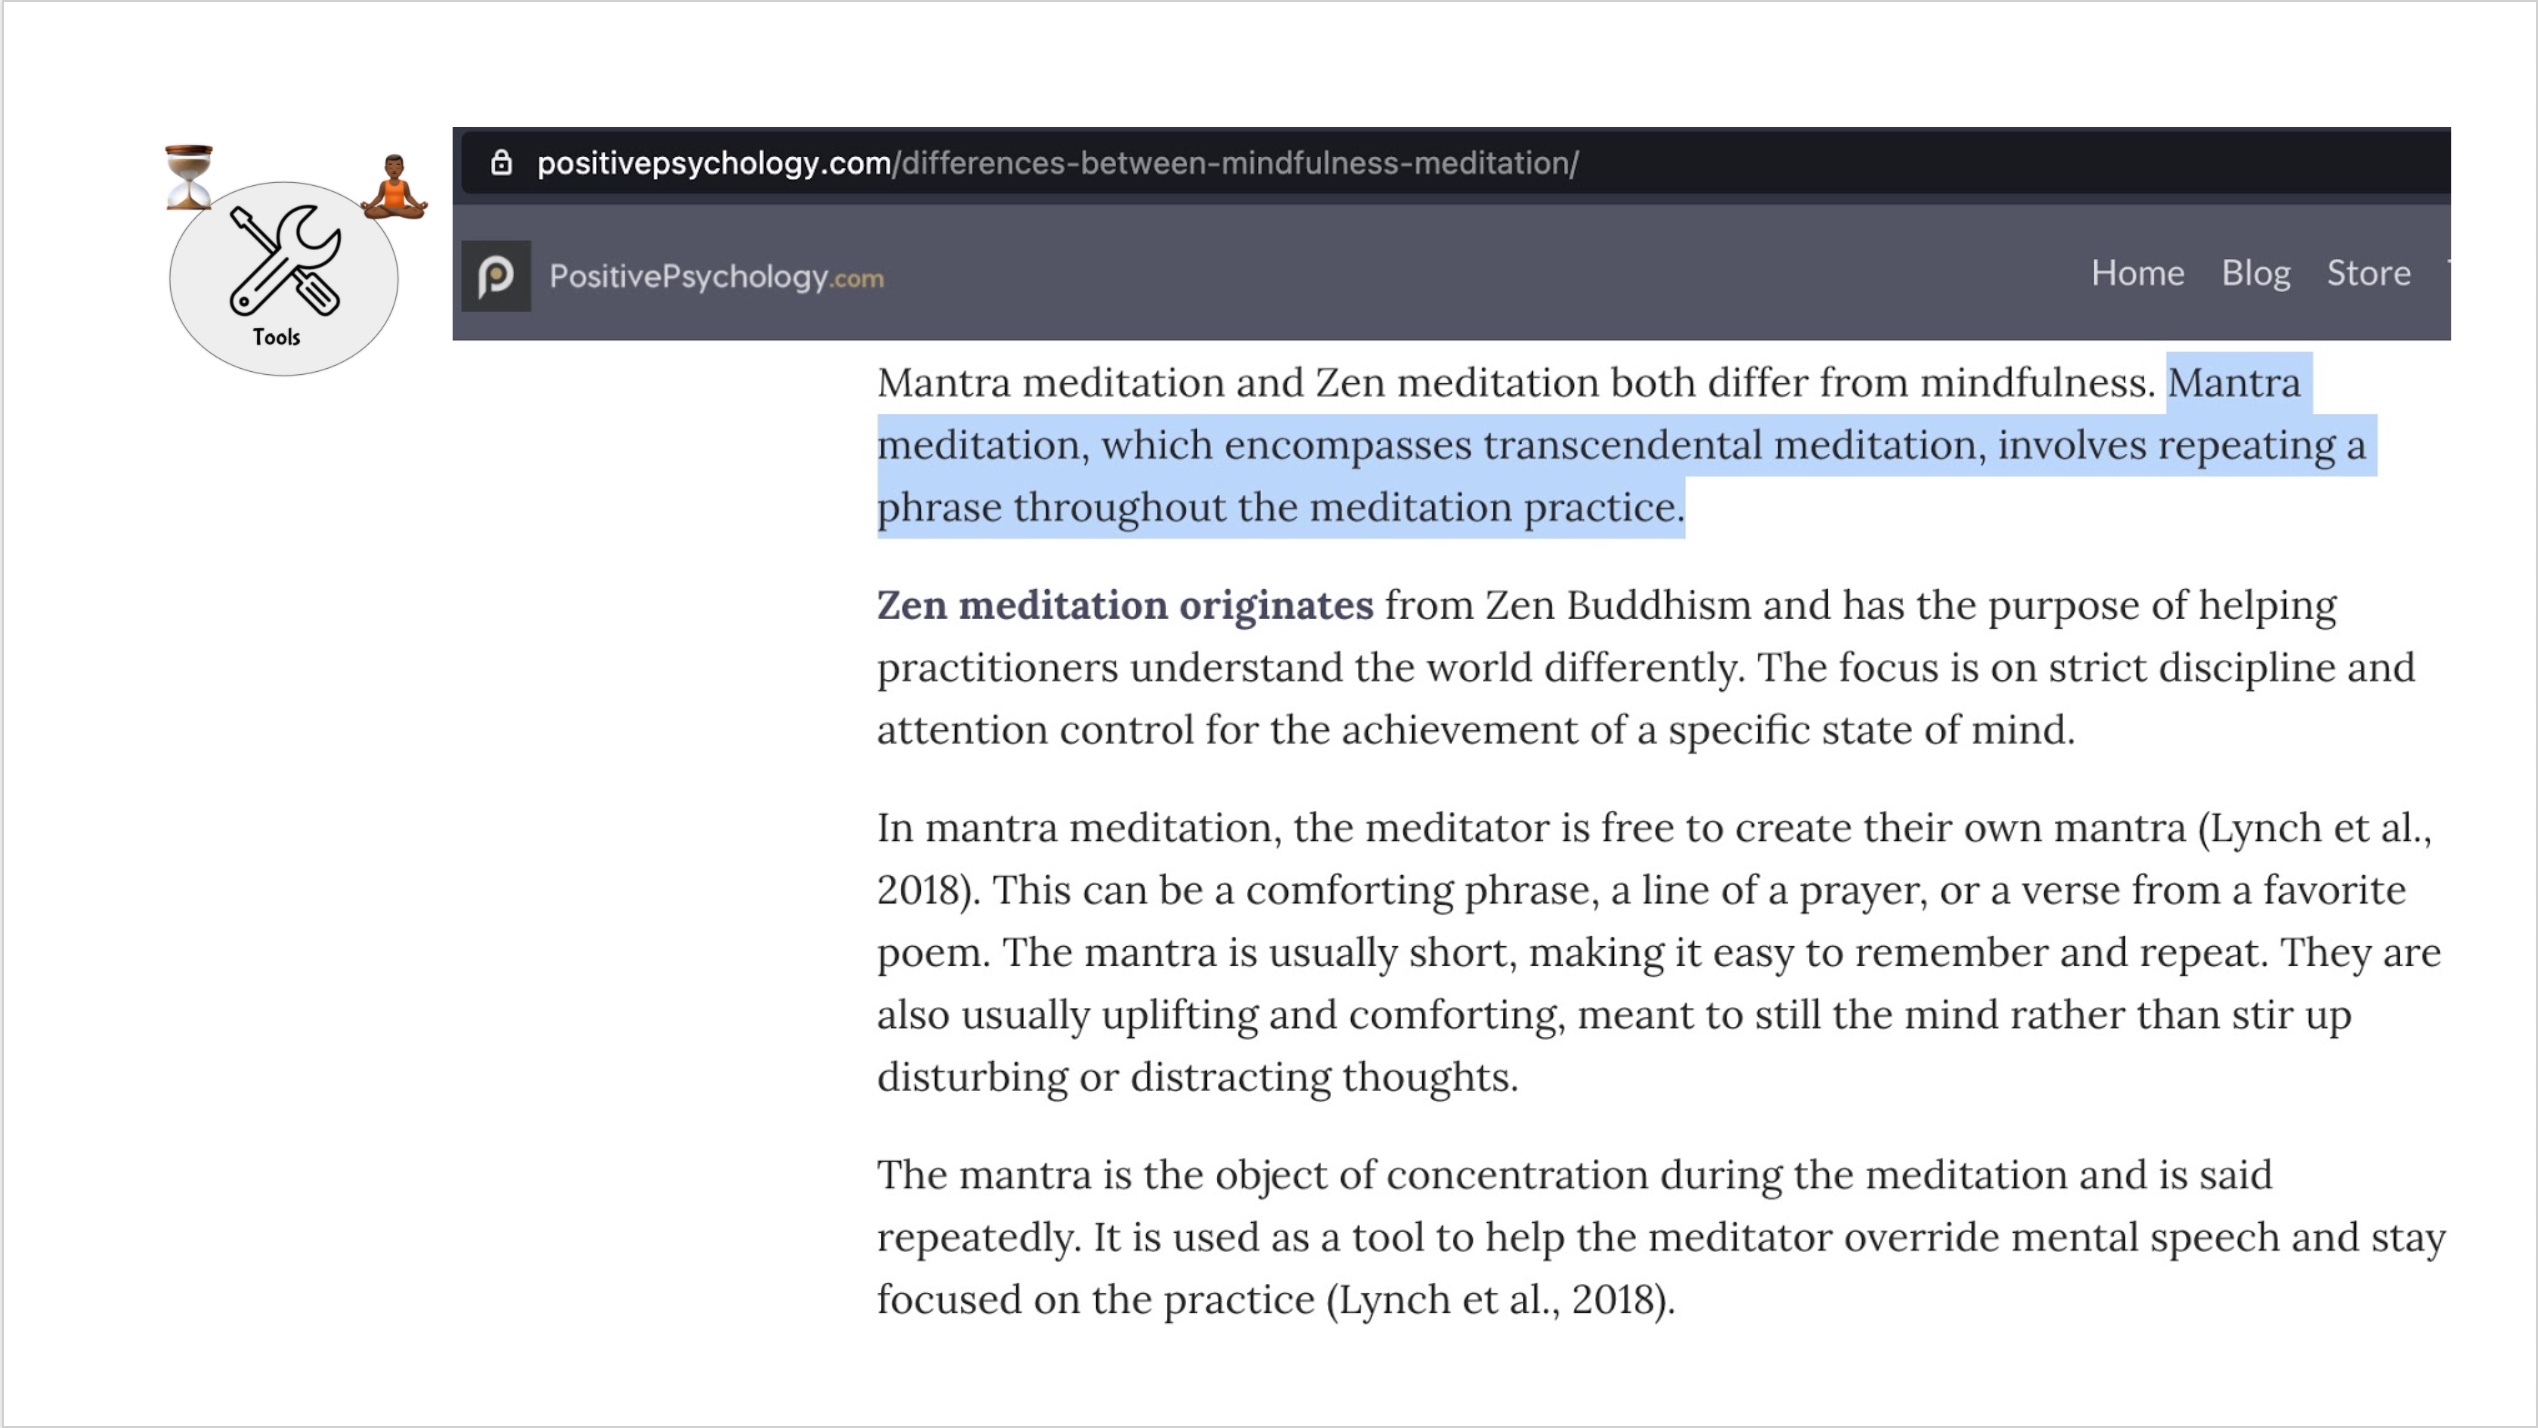 positivepsychology.com/differences-between-mindfulness-meditation/
PositivePsychology.com
Home Blog Store
Tools
Mantra meditation and Zen meditation both differ from mindfulness. Mantra
meditation, which encompasses transcendental meditation, involves repeating a
phrase throughout the meditation practice.
Zen meditation originates from Zen Buddhism and has the purpose of helping
practitioners understand the world differently. The focus is on strict discipline and
attention control for the achievement of a specific state of mind.
In mantra meditation, the meditator is free to create their own mantra (Lynch et al.,
2018). This can be a comforting phrase, a line of a prayer, or a verse from a favorite
poem. The mantra is usually short, making it easy to remember and repeat. They are
also usually uplifting and comforting, meant to still the mind rather than stir up
disturbing or distracting thoughts.
The mantra is the object of concentration during the meditation and is said
repeatedly. It is used as a tool to help the meditator override mental speech and stay
focused on the practice (Lynch et al., 2018).